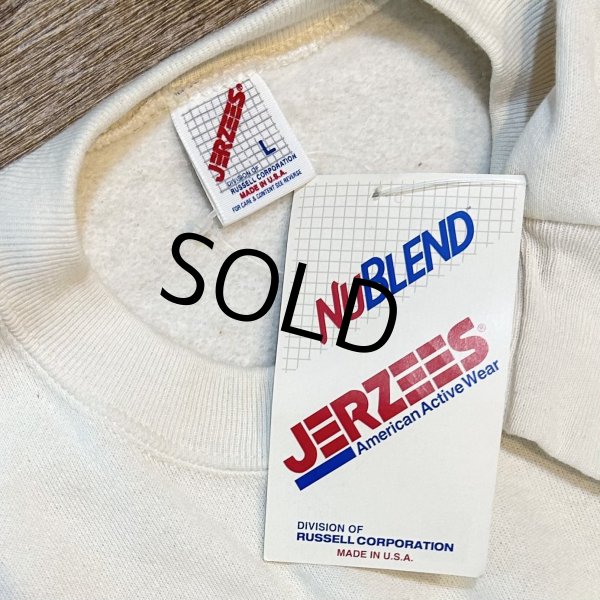 JERZEES
L
DIVISION OF
RUSSELL CORPORATION
MADE IN U.S.A.
FOR CARE & CONTENT SEE REVERSE
SOLD
NUBLEND
JERZEES®
American Active Wear
DIVISION OF
RUSSELL CORPORATION
MADE IN U.S.A.